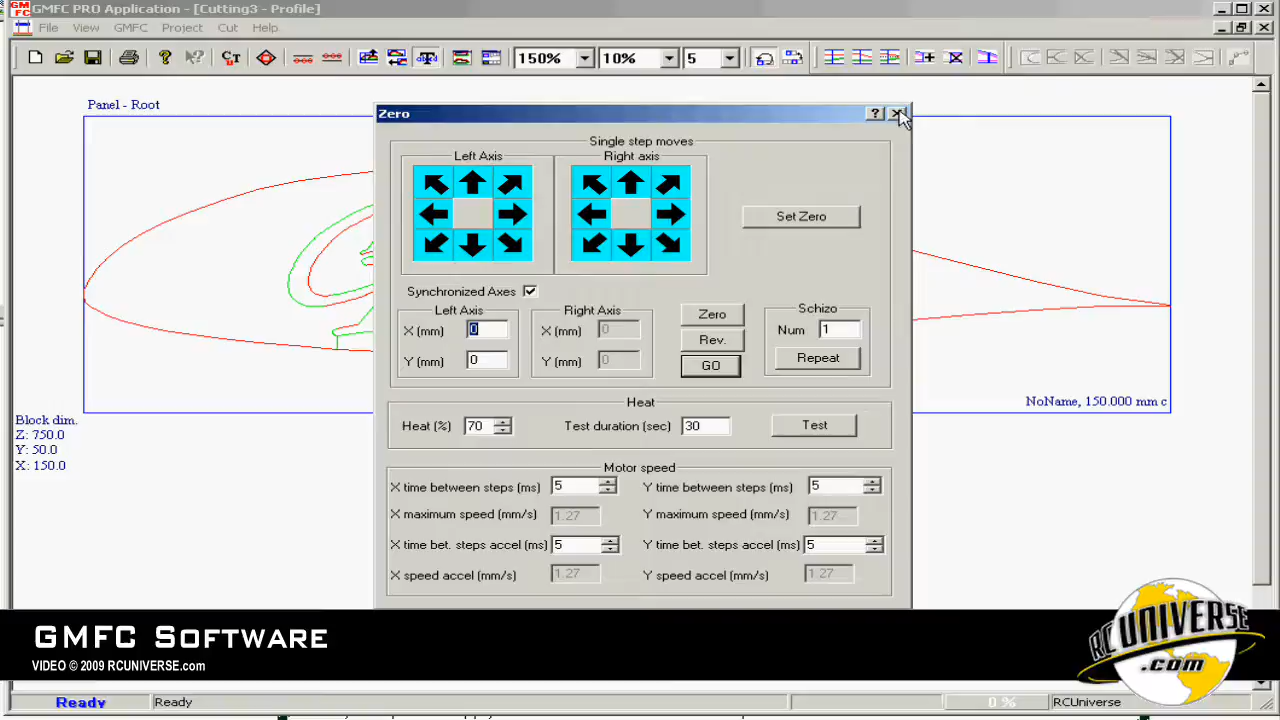 GMFC PRO Application - [Cutting3 - Profile]
File View GMFC Project Cut Help
150% 10% 5
Panel - Root
Zero
Single step moves
Left Axis Right axis
Set Zero
Synchronized Axes
Left Axis Right Axis Zero Schizo
X (mm) 0 X (mm) 0 Rev. Num 1
Y (mm) 0 Y (mm) 0 GO Repeat
NoName, 150.000 mm c
Heat
Heat (%) 70 Test duration (sec) 30 Test
Block dim.
Z: 750.0
Y: 50.0
X: 150.0
Motor speed
X time between steps (ms) 5 Y time between steps (ms) 5
X maximum speed (mm/s) 1.27 Y maximum speed (mm/s) 1.27
X time bet. steps accel (ms) 5 Y time bet. steps accel (ms) 5
X speed accel (mm/s) 1.27 Y speed accel (mm/s) 1.27
GMFC Software
VIDEO © 2009 RCUNIVERSE.com
RCUNIVERSE
.com
Ready Ready 0 % RCUniverse